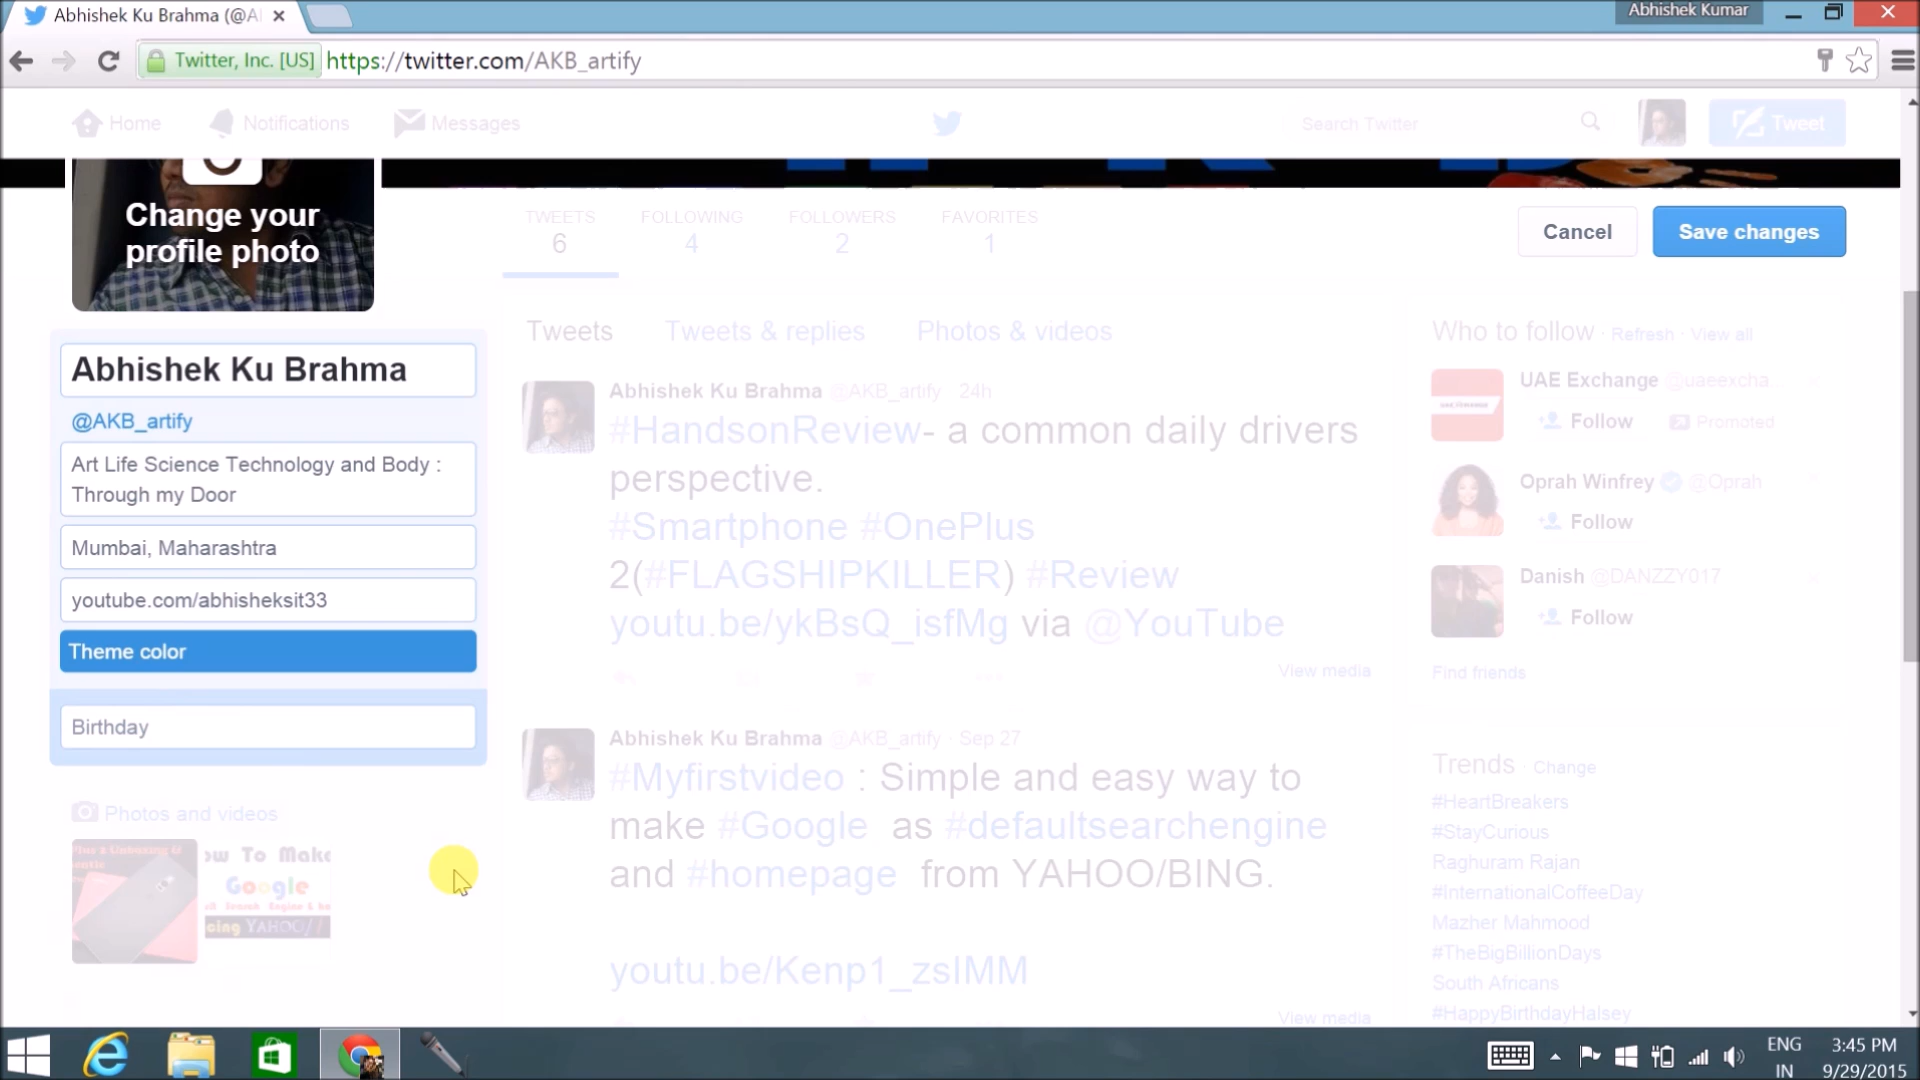 Abhishek Ku Brahma (@A
Abhishek Kumar
Twitter, Inc. [US] https://twitter.com/AKB_artify
Home Notifications Messages Search Twitter Tweet
Change your
profile photo
TWEETS FOLLOWING FOLLOWERS FAVORITES
6 4 2 1
Cancel Save changes
Abhishek Ku Brahma
@AKB_artify
Art Life Science Technology and Body :
Through my Door
Mumbai, Maharashtra
youtube.com/abhisheksit33
Theme color
Birthday
Photos and videos
ow To Make
Google
YAHOO/
Tweets Tweets & replies Photos & videos
Abhishek Ku Brahma @AKB_artify 24h
#HandsonReview- a common daily drivers
perspective.
#Smartphone #OnePlus
2(#FLAGSHIPKILLER) #Review
youtu.be/ykBsQ_isfMg via @YouTube
View media
Abhishek Ku Brahma @AKB_artify · Sep 27
#Myfirstvideo : Simple and easy way to
make #Google as #defaultsearchengine
and #homepage from YAHOO/BING.
youtu.be/Kenp1_zsIMM
View media
Who to follow · Refresh · View all
UAE Exchange @uaeexcha...
Follow Promoted
Oprah Winfrey @Oprah
Follow
Danish @DANZZY017
Follow
Find friends
Trends · Change
#HeartBreakers
#StayCurious
Raghuram Rajan
#InternationalCoffeeDay
Mazher Mahmood
#TheBigBillionDays
South Africans
#HappyBirthdayHalsey
ENG
IN
3:45 PM
9/29/2015